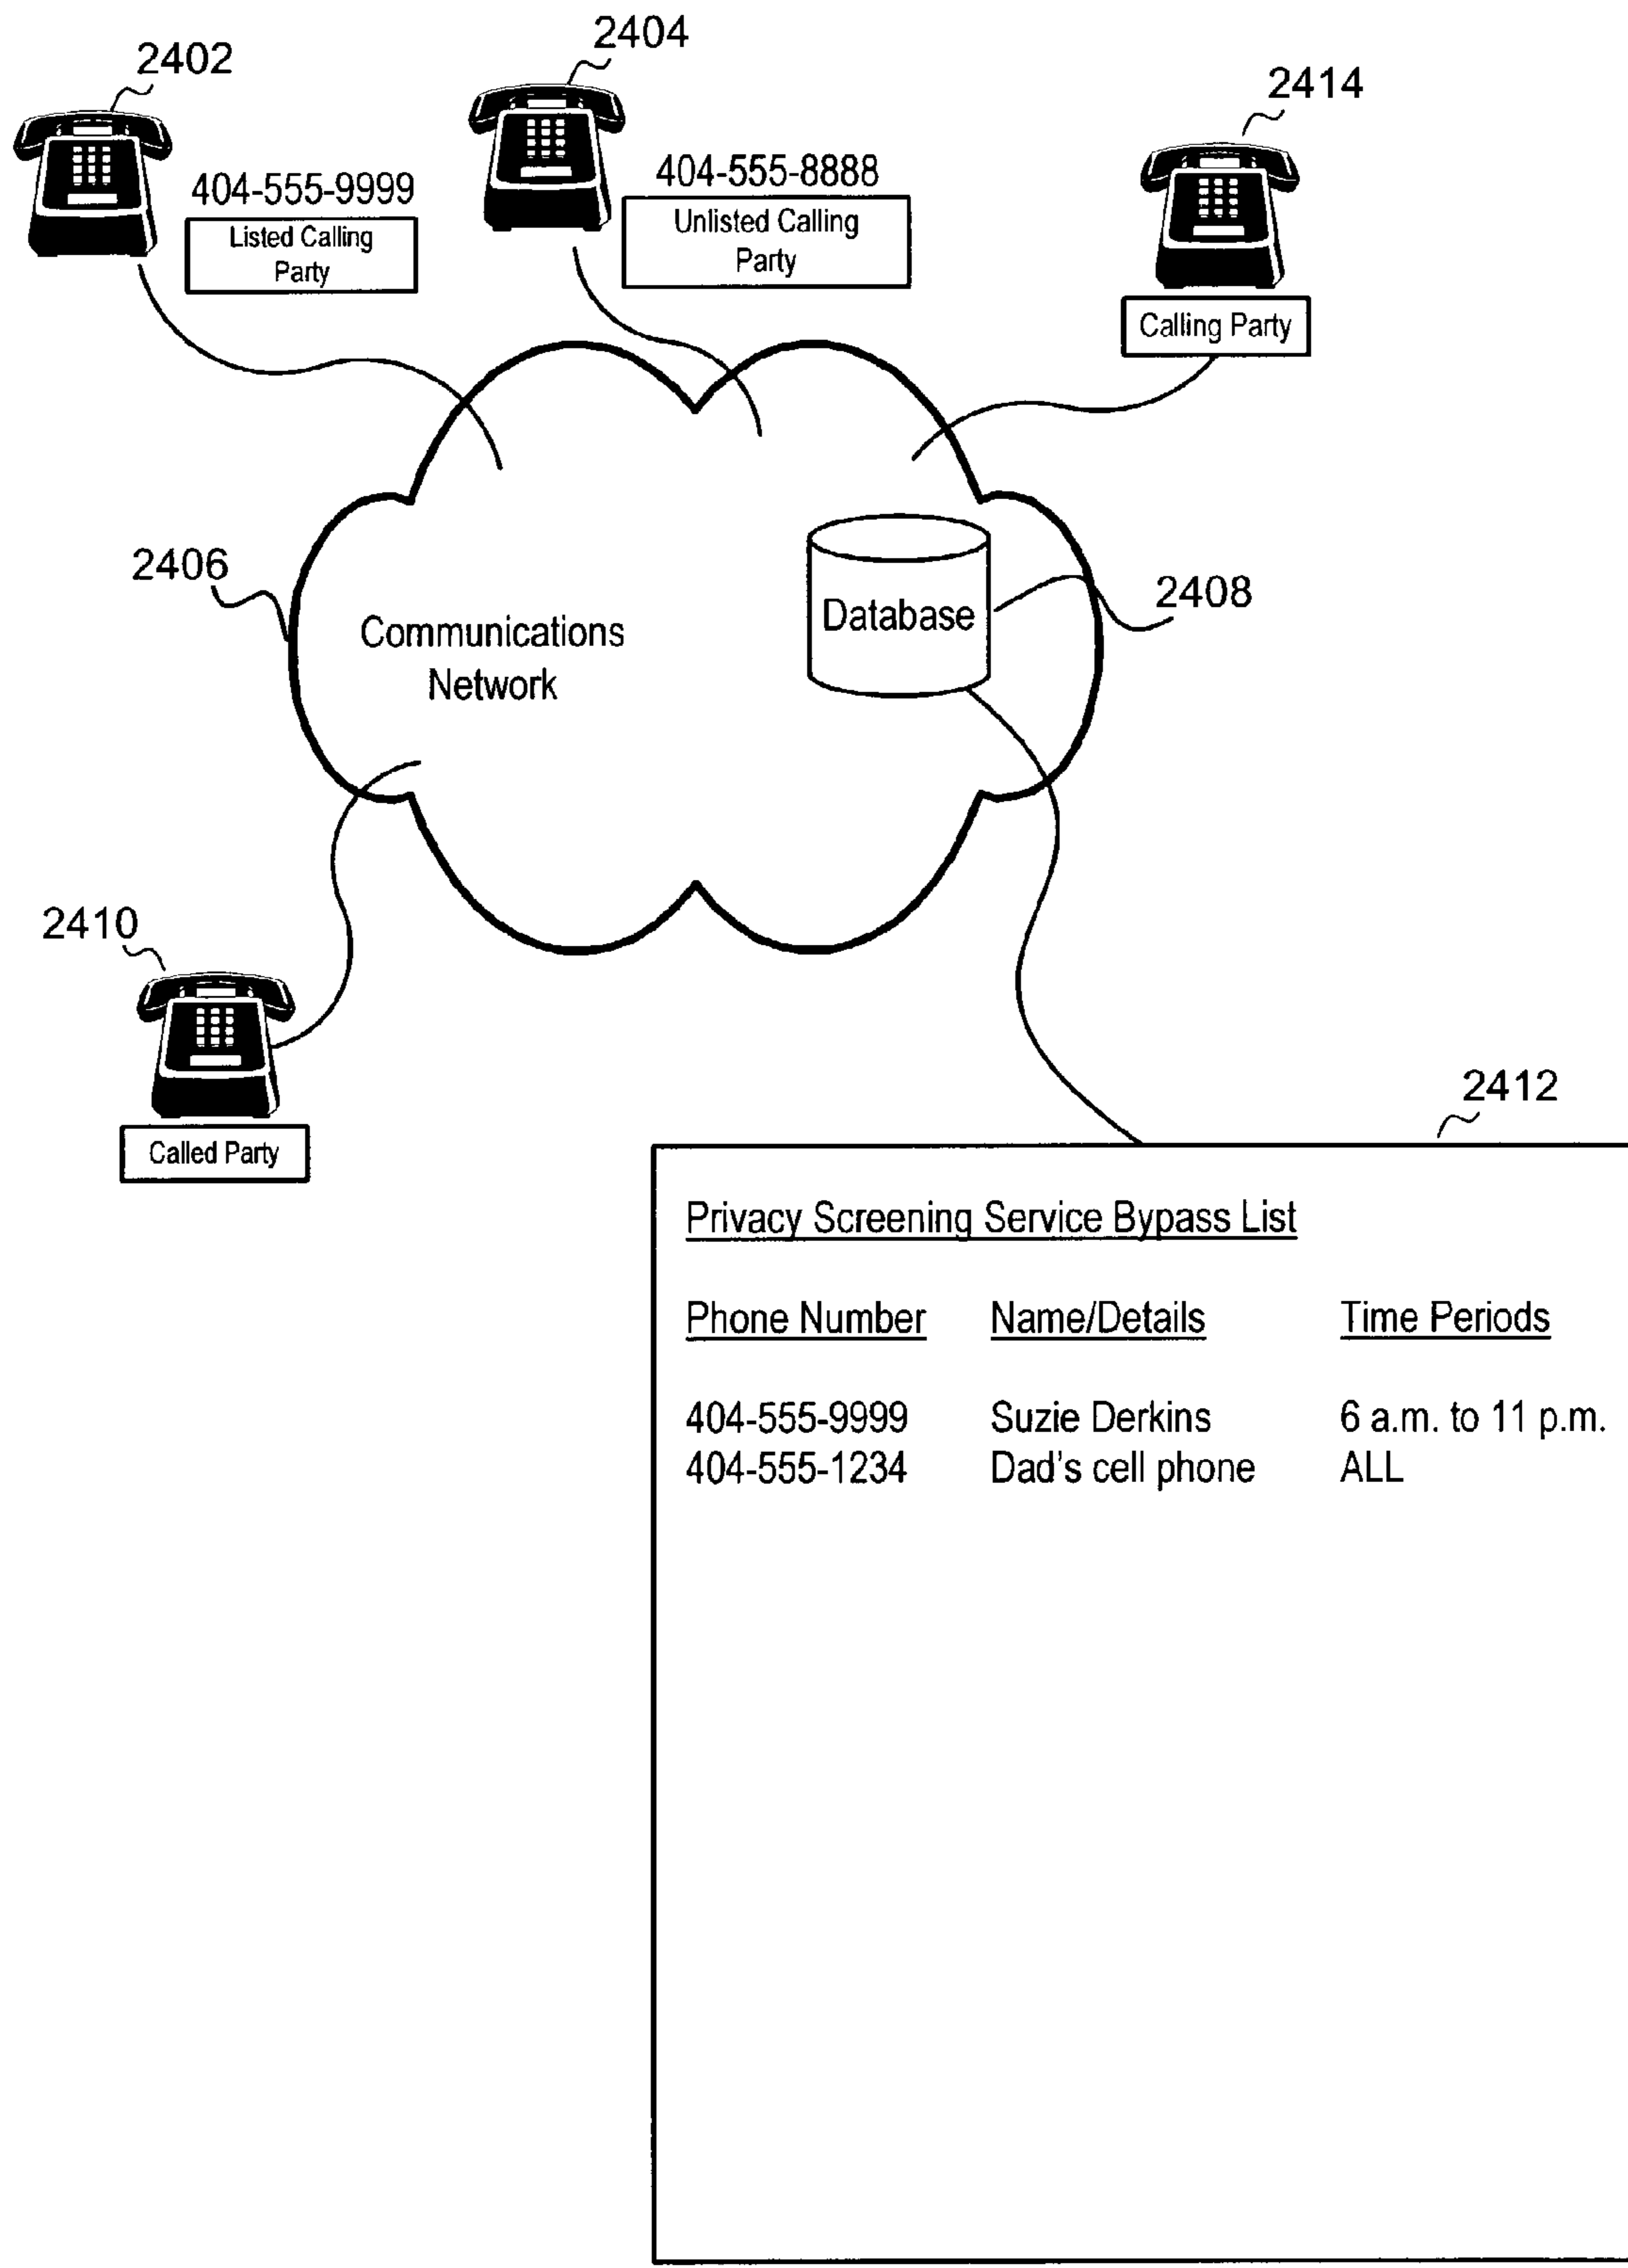 2404
2402
2414
404-555-9999
Listed Calling
Party
404-555-8888
Unlisted Calling
Party
Calling Party
2406
2408
Communications
Network
Database
2410
Called Party
2412
Privacy Screening Service Bypass List
Phone Number Name/Details Time Periods
404-555-9999 Suzie Derkins 6 a.m. to 11 p.m.
404-555-1234 Dad's cell phone ALL